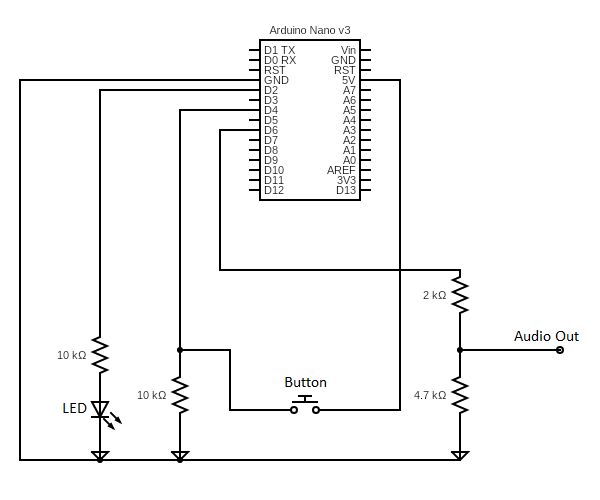 Arduino Nano v3
D1 TX Vin
D0 RX GND
RST RST
GND 5V
D2 A7
D3 A6
D4 A5
D5 A4
D6 A3
D7 A2
D8 A1
D9 A0
D10 AREF
D11 3V3
D12 D13
2 kΩ
Audio Out
10 kΩ
Button
10 kΩ
4.7 kΩ
LED